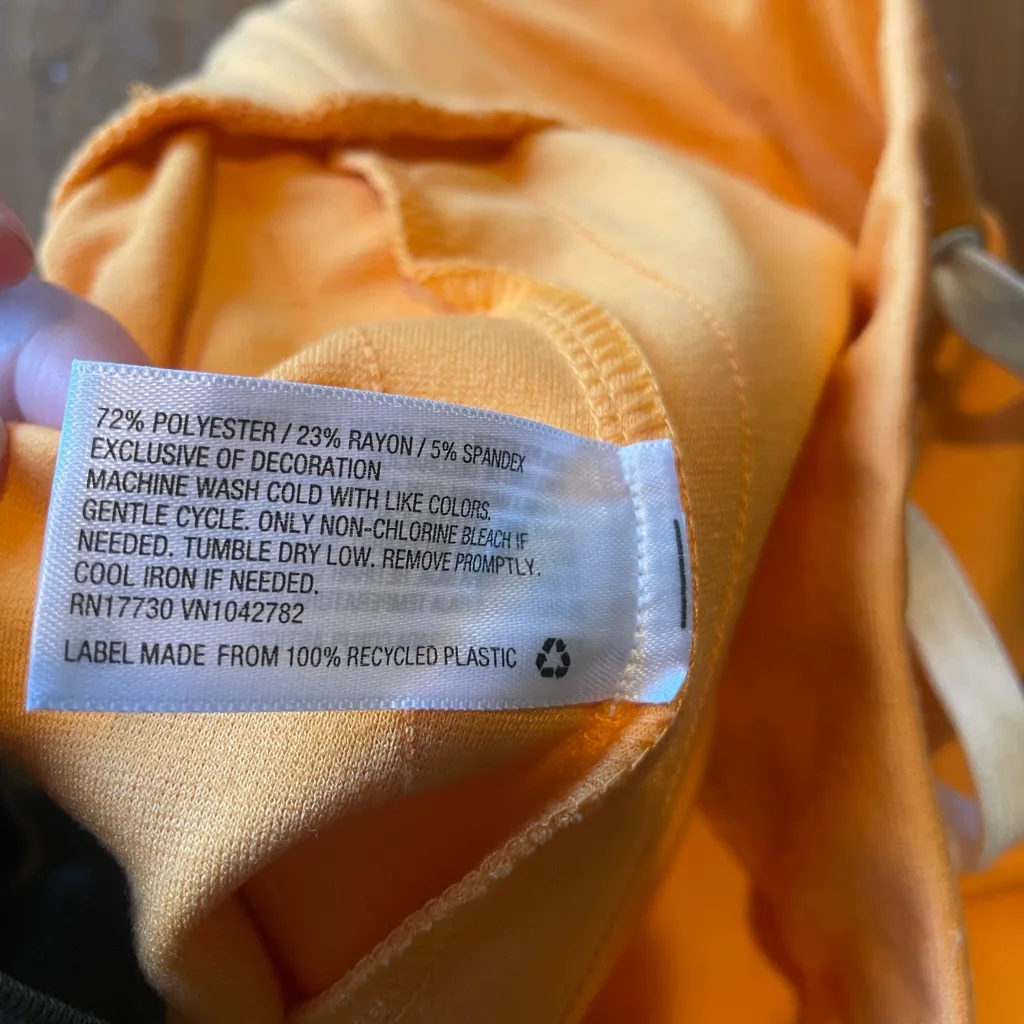 72% POLYESTER / 23% RAYON / 5% SPANDEX
EXCLUSIVE OF DECORATION
MACHINE WASH COLD WITH LIKE COLORS.
GENTLE CYCLE. ONLY NON-CHLORINE BLEACH IF
NEEDED. TUMBLE DRY LOW. REMOVE PROMPTLY.
COOL IRON IF NEEDED.
RN17730 VN1042782
LABEL MADE FROM 100% RECYCLED PLASTIC